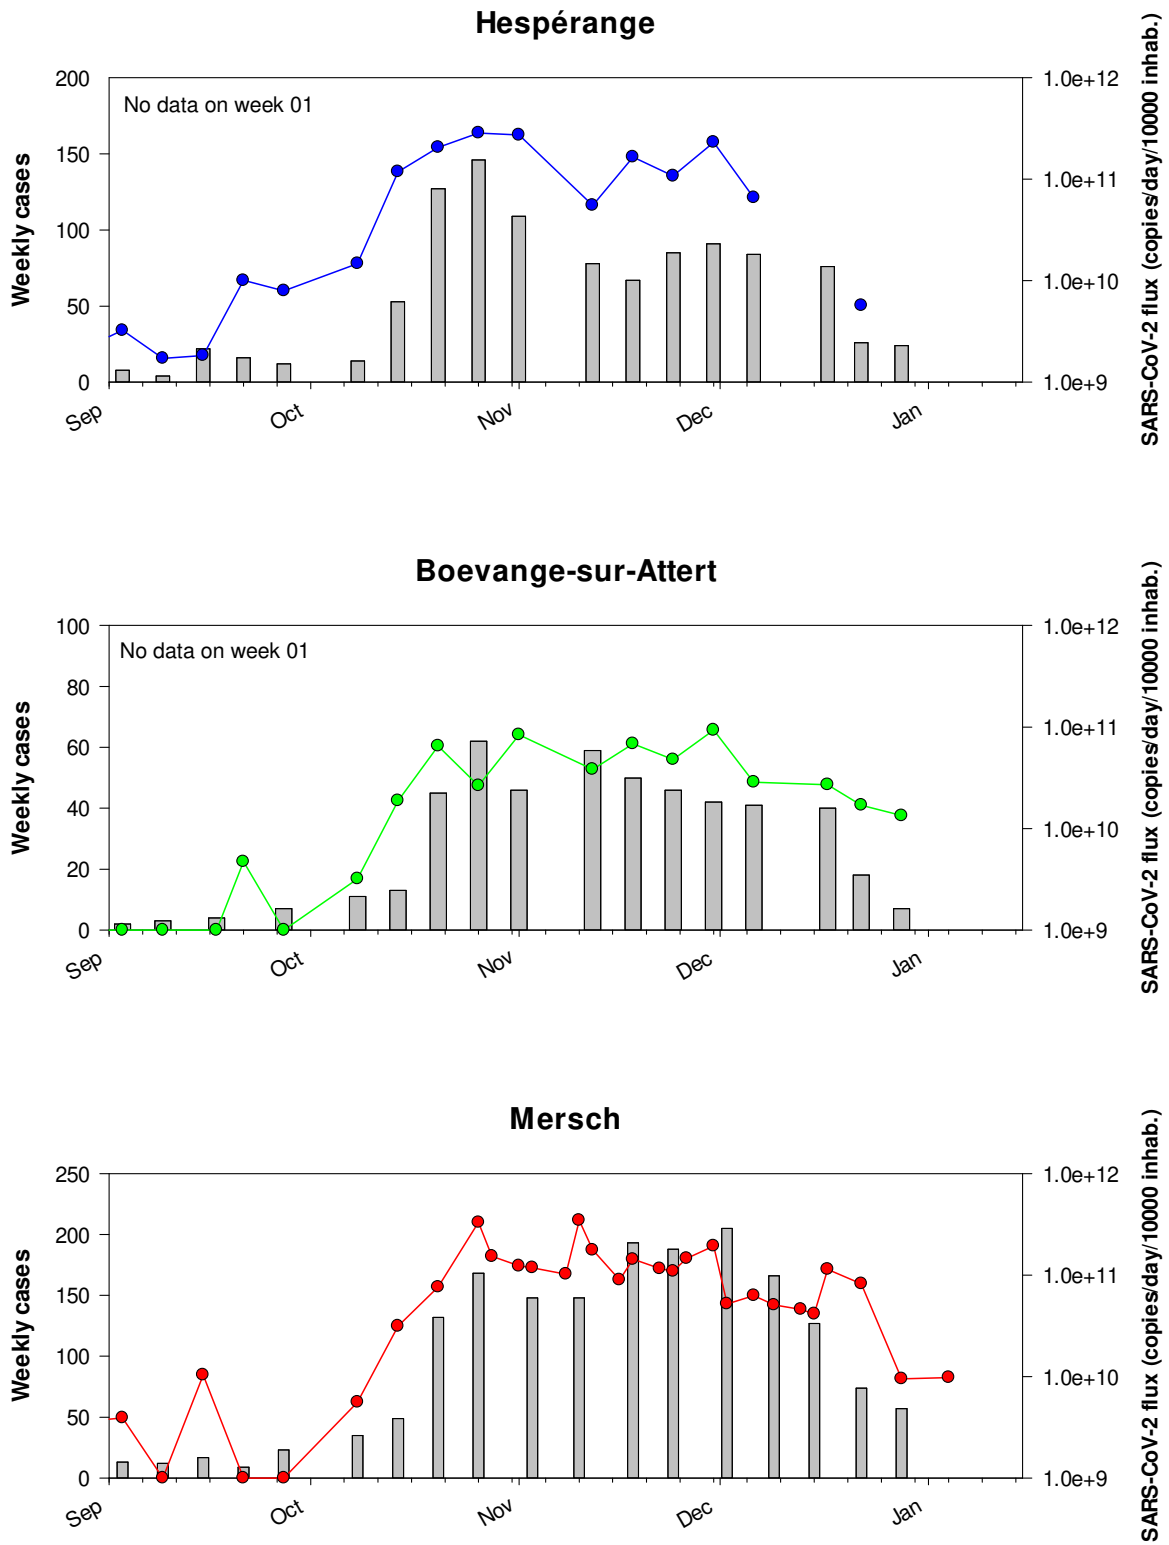 Hespérange
No data on week 01
Weekly cases
200
150
100
50
0
1.0e+12
1.0e+11
1.0e+10
1.0e+9
SARS-CoV-2 flux (copies/day/10000 inhab.)
Sep
Oct
Nov
Dec
Jan
Boevange-sur-Attert
No data on week 01
Weekly cases
100
80
60
40
20
0
1.0e+12
1.0e+11
1.0e+10
1.0e+9
SARS-CoV-2 flux (copies/day/10000 inhab.)
Sep
Oct
Nov
Dec
Jan
Mersch
Weekly cases
250
200
150
100
50
0
1.0e+12
1.0e+11
1.0e+10
1.0e+9
SARS-CoV-2 flux (copies/day/10000 inhab.)
Sep
Oct
Nov
Dec
Jan